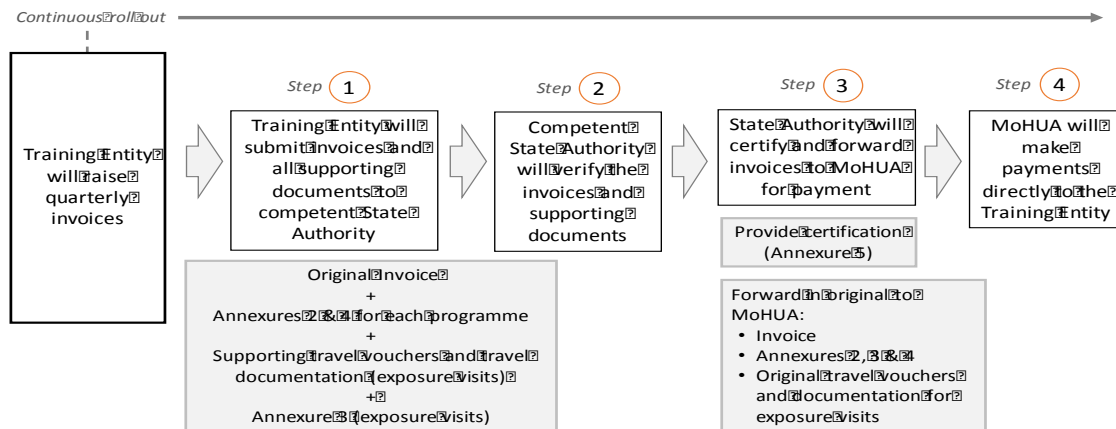 Continuous roll out
Training Entity
will raise
quarterly
invoices
Step 1
Training Entity will
submit invoices and
all supporting
documents to
competent State
Authority
Original Invoice
+
Annexures 2 & 4 for each programme
+
Supporting travel vouchers and travel
documentation (exposure visits)
+
Annexure 3 (exposure visits)
Step 2
Competent
State Authority
will verify the
invoices and
supporting
documents
Step 3
State Authority will
certify and forward
invoices to MoHUA
for payment
Provide certification
(Annexure 5)
Forward in original to
MoHUA:
• Invoice
• Annexures 2, 3 & 4
• Original travel vouchers
and documentation for
exposure visits
Step 4
MoHUA will
make
payments
directly to the
Training Entity